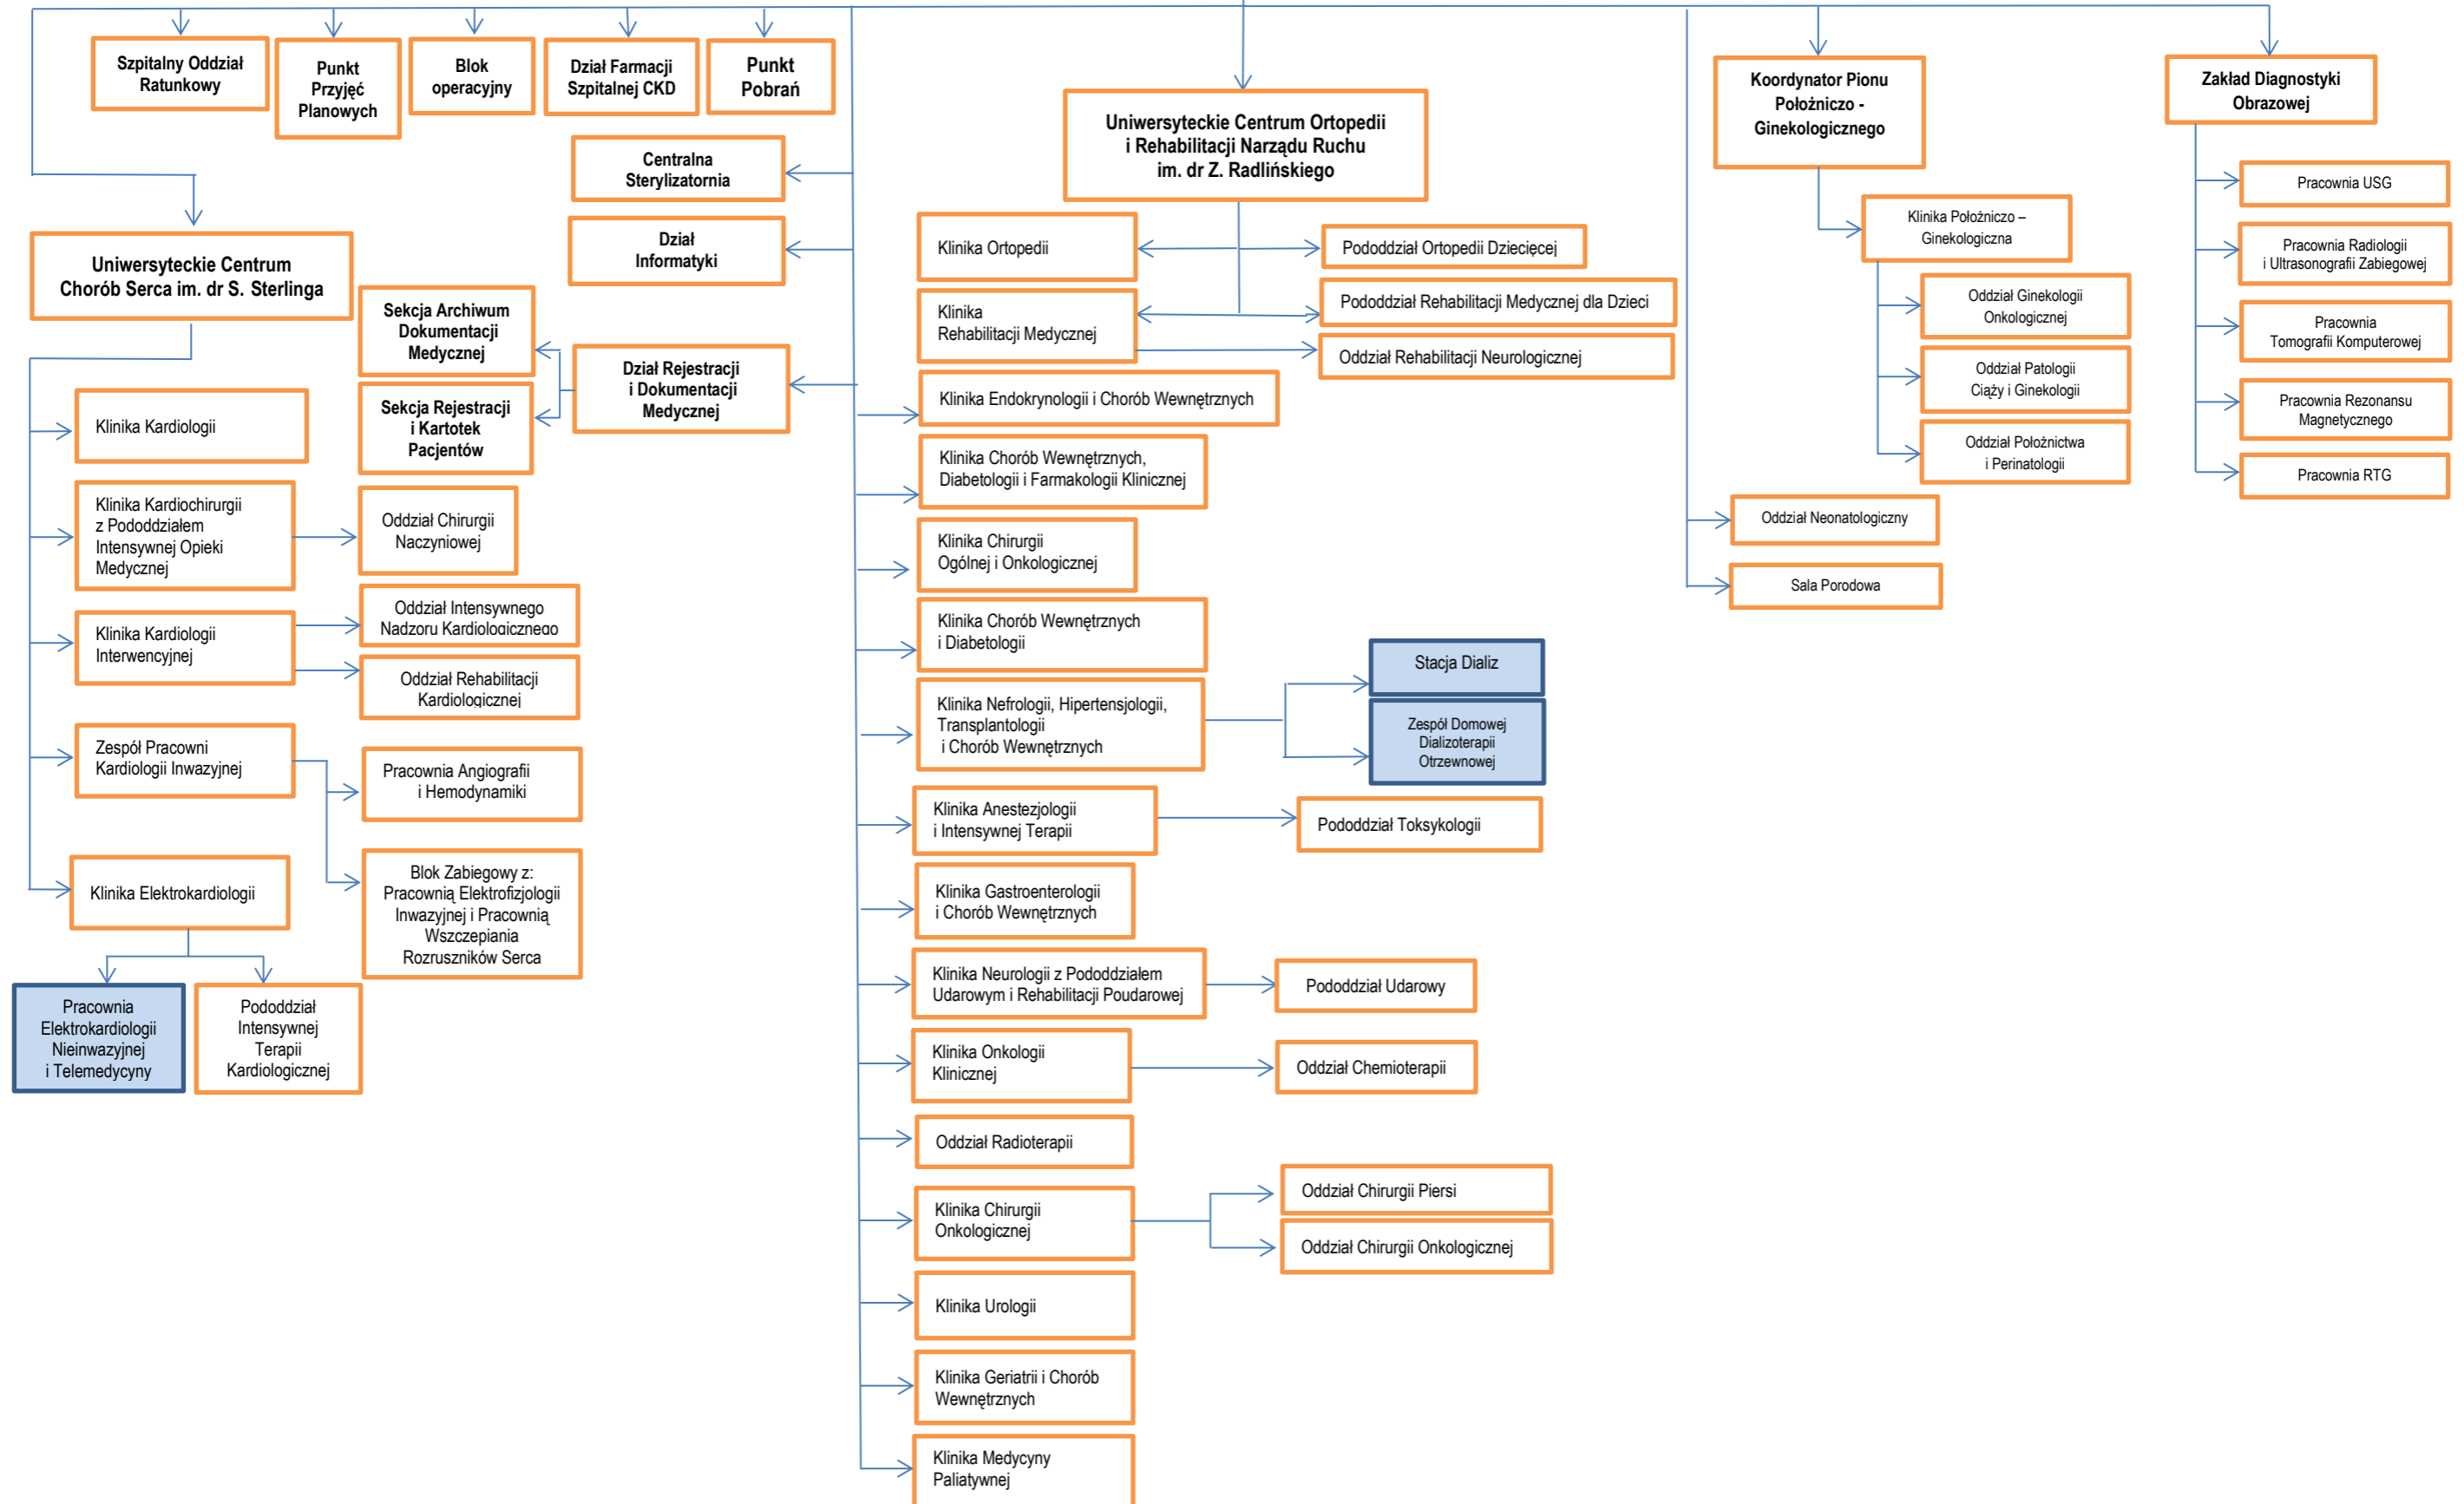 Szpitalny Oddział
Ratunkowy
Punkt
Przyjęć
Planowych
Blok
operacyjny
Dział Farmacji
Szpitalnej CKD
Punkt
Pobrań
Centralna
Sterylizatornia
Dział
Informatyki
Uniwersyteckie Centrum
Chorób Serca im. dr S. Sterlinga
Sekcja Archiwum
Dokumentacji
Medycznej
Sekcja Rejestracji
i Kartotek
Pacjentów
Dział Rejestracji
i Dokumentacji
Medycznej
Klinika Kardiologii
Klinika Kardiochirurgii
z Pododdziałem
Intensywnej Opieki
Medycznej
Oddział Chirurgii
Naczyniowej
Klinika Kardiologii
Interwencyjnej
Oddział Intensywnego
Nadzoru Kardiologicznego
Oddział Rehabilitacji
Kardiologicznej
Zespół Pracowni
Kardiologii Inwazyjnej
Pracownia Angiografii
i Hemodynamiki
Blok Zabiegowy z:
Pracownią Elektrofizjologii
Inwazyjnej i Pracownią
Wszczepiania
Rozruszników Serca
Klinika Elektrokardiologii
Pracownia
Elektrokardiologii
Nieinwazyjnej
i Telemedycyny
Pododdział
Intensywnej
Terapii
Kardiologicznej
Uniwersyteckie Centrum Ortopedii
i Rehabilitacji Narządu Ruchu
im. dr Z. Radlińskiego
Klinika Ortopedii
Pododdział Ortopedii Dziecięcej
Klinika
Rehabilitacji Medycznej
Pododdział Rehabilitacji Medycznej dla Dzieci
Oddział Rehabilitacji Neurologicznej
Klinika Endokrynologii i Chorób Wewnętrznych
Klinika Chorób Wewnętrznych,
Diabetologii i Farmakologii Klinicznej
Klinika Chirurgii
Ogólnej i Onkologicznej
Klinika Chorób Wewnętrznych
i Diabetologii
Klinika Nefrologii, Hipertensjologii,
Transplantologii
i Chorób Wewnętrznych
Stacja Dializ
Zespół Domowej
Dializoterapii
Otrzewnowej
Klinika Anestezjologii
i Intensywnej Terapii
Pododdział Toksykologii
Klinika Gastroenterologii
i Chorób Wewnętrznych
Klinika Neurologii z Pododdziałem
Udarowym i Rehabilitacji Poudarowej
Pododdział Udarowy
Klinika Onkologii
Klinicznej
Oddział Chemioterapii
Oddział Radioterapii
Klinika Chirurgii
Onkologicznej
Oddział Chirurgii Piersi
Oddział Chirurgii Onkologicznej
Klinika Urologii
Klinika Geriatrii i Chorób
Wewnętrznych
Klinika Medycyny
Paliatywnej
Koordynator Pionu
Położniczo -
Ginekologicznego
Klinika Położniczo –
Ginekologiczna
Oddział Ginekologii
Onkologicznej
Oddział Patologii
Ciąży i Ginekologii
Oddział Położnictwa
i Perinatologii
Oddział Neonatologiczny
Sala Porodowa
Zakład Diagnostyki
Obrazowej
Pracownia USG
Pracownia Radiologii
i Ultrasonografii Zabiegowej
Pracownia
Tomografii Komputerowej
Pracownia Rezonansu
Magnetycznego
Pracownia RTG